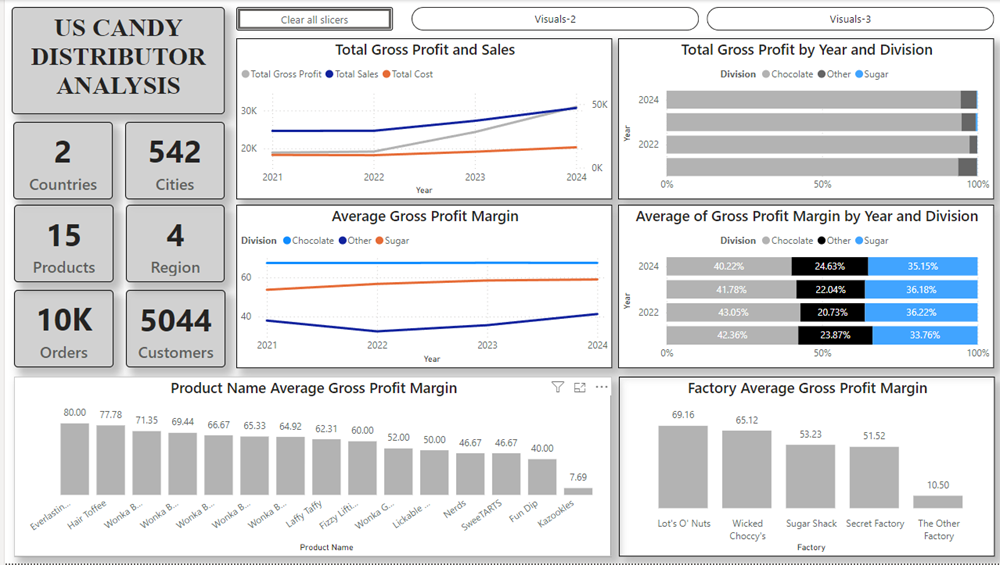 US CANDY
DISTRIBUTOR
ANALYSIS
Clear all slicers
Visuals-2
Visuals-3
2
Countries
542
Cities
15
Products
4
Region
10K
Orders
5044
Customers
Total Gross Profit and Sales
Total Gross Profit Total Sales Total Cost
30K
20K
50K
0K
2021 2022 2023 2024
Year
Total Gross Profit by Year and Division
Division Chocolate Other Sugar
Year
2024
2022
0% 50% 100%
Average Gross Profit Margin
Division Chocolate Other Sugar
60
40
2021 2022 2023 2024
Year
Average of Gross Profit Margin by Year and Division
Division Chocolate Other Sugar
Year
2024 40.22% 24.63% 35.15%
41.78% 22.04% 36.18%
2022 43.05% 20.73% 36.22%
42.36% 23.87% 33.76%
0% 50% 100%
Product Name Average Gross Profit Margin
80.00 77.78 71.35 69.44 66.67 65.33 64.92 62.31 60.00 52.00 50.00 46.67 46.67 40.00 7.69
Everlastin... Hair Toffee Wonka B... Wonka B... Wonka B... Wonka B... Wonka B... Laffy Taffy Fizzy Lifti... Wonka G... Lickable ... Nerds SweeTARTS Fun Dip Kazookles
Product Name
Factory Average Gross Profit Margin
69.16 65.12 53.23 51.52 10.50
Lot's O' Nuts Wicked Choccy's Sugar Shack Secret Factory The Other Factory
Factory